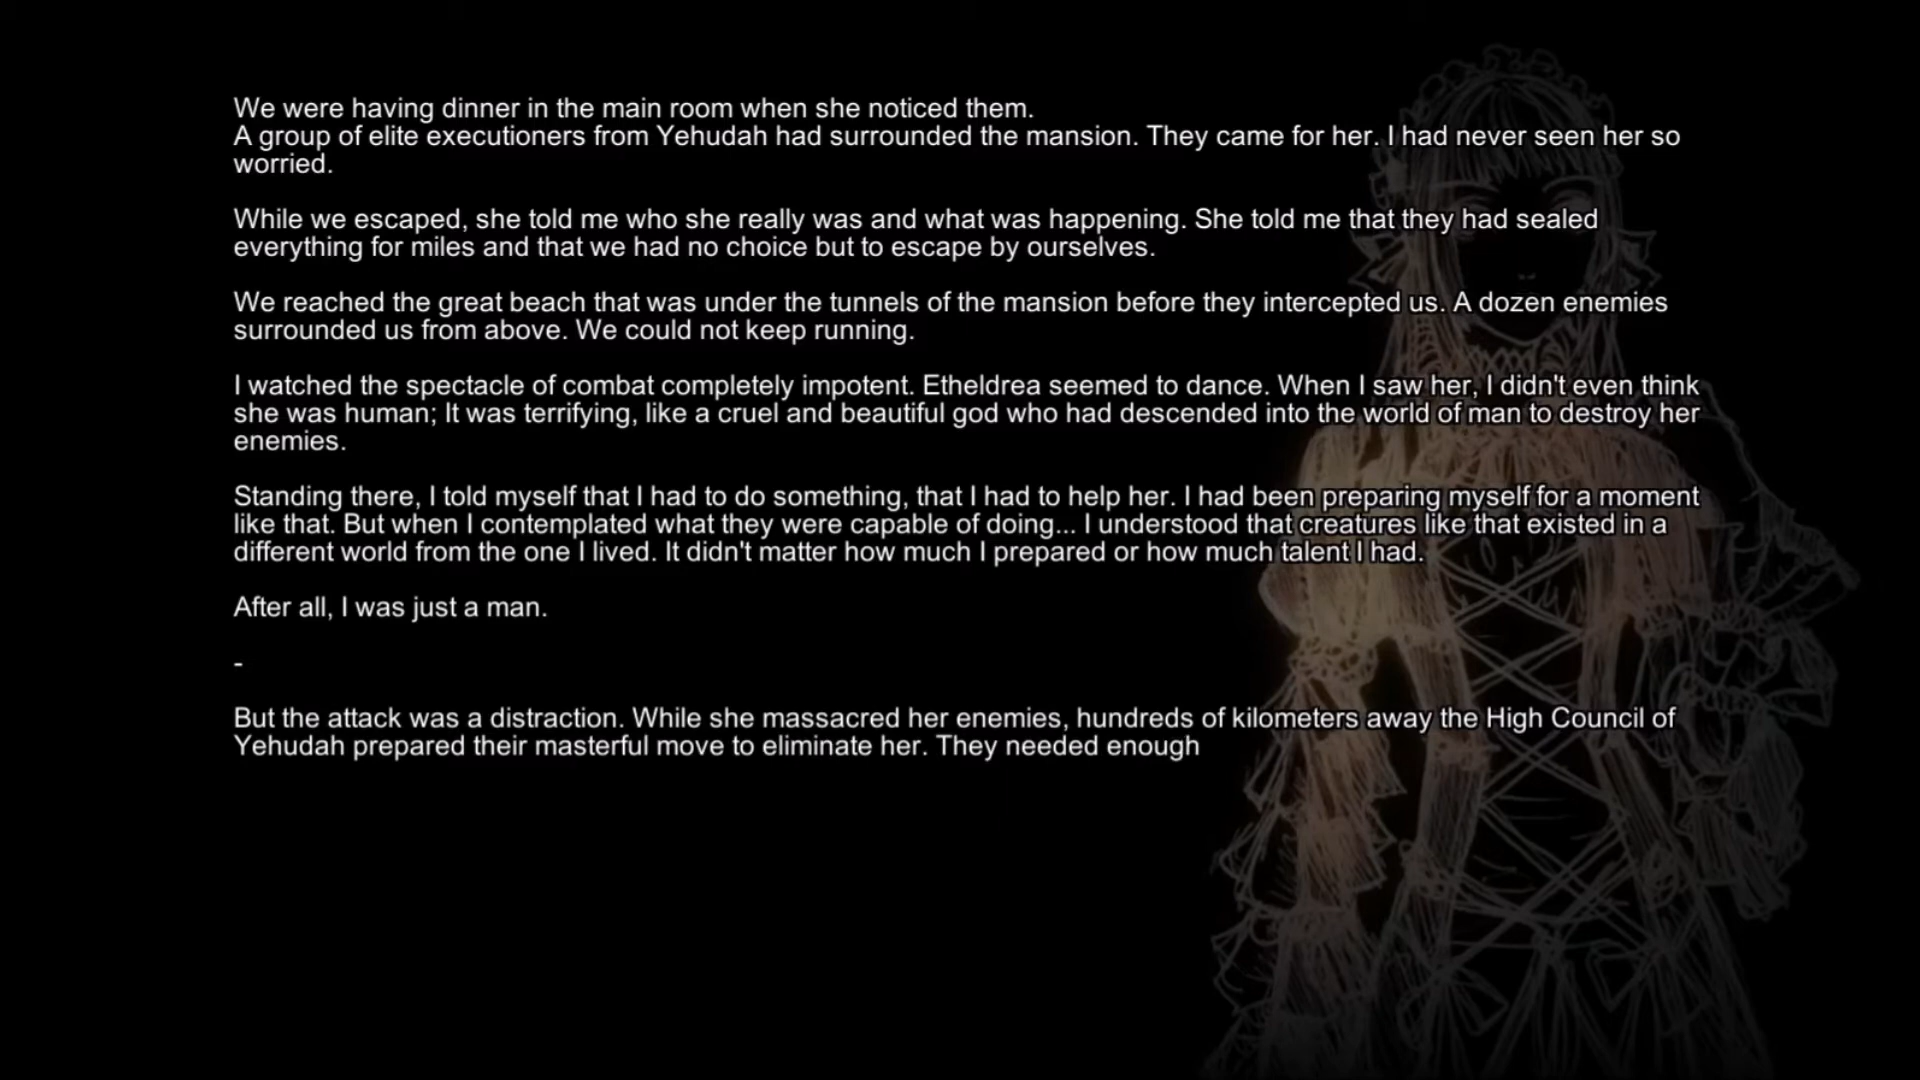 We were having dinner in the main room when she noticed them.
A group of elite executioners from Yehudah had surrounded the mansion. They came for her. I had never seen her so
worried.
While we escaped, she told me who she really was and what was happening. She told me that they had sealed
everything for miles and that we had no choice but to escape by ourselves.
We reached the great beach that was under the tunnels of the mansion before they intercepted us. A dozen enemies
surrounded us from above. We could not keep running.
I watched the spectacle of combat completely impotent. Etheldrea seemed to dance. When I saw her, I didn't even think
she was human; It was terrifying, like a cruel and beautiful god who had descended into the world of man to destroy her
enemies.
Standing there, I told myself that I had to do something, that I had to help her. I had been preparing myself for a moment
like that. But when I contemplated what they were capable of doing... I understood that creatures like that existed in a
different world from the one I lived. It didn't matter how much I prepared or how much talent I had.
After all, I was just a man.
-
But the attack was a distraction. While she massacred her enemies, hundreds of kilometers away the High Council of
Yehudah prepared their masterful move to eliminate her. They needed enough